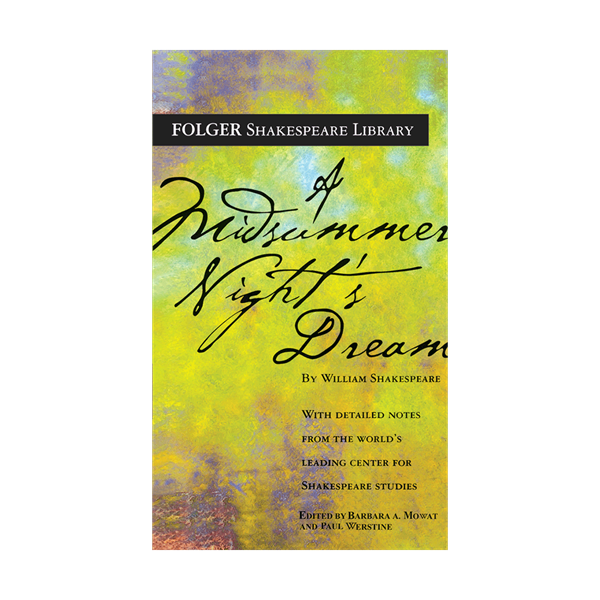 FOLGER SHAKESPEARE LIBRARY
A
Midsummer
Night's
Dream
BY WILLIAM SHAKESPEARE
WITH DETAILED NOTES
FROM THE WORLD'S
LEADING CENTER FOR
SHAKESPEARE STUDIES
EDITED BY BARBARA A. MOWAT
AND PAUL WERSTINE